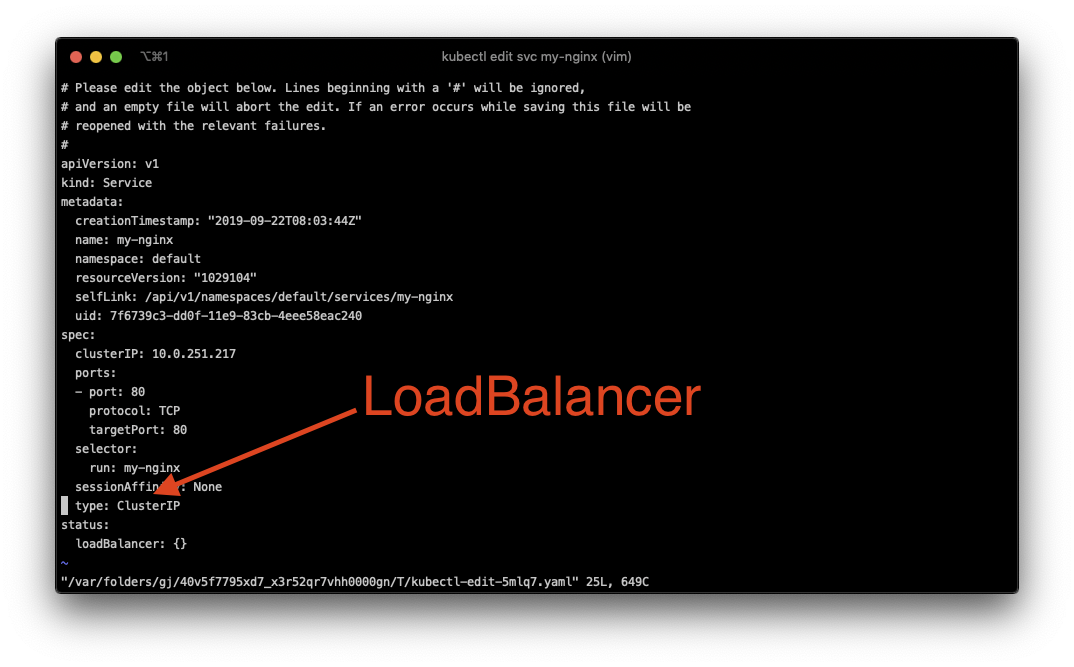 ⌥⌘1 kubectl edit svc my-nginx (vim)
# Please edit the object below. Lines beginning with a '#' will be ignored,
# and an empty file will abort the edit. If an error occurs while saving this file will be
# reopened with the relevant failures.
#
apiVersion: v1
kind: Service
metadata:
  creationTimestamp: "2019-09-22T08:03:44Z"
  name: my-nginx
  namespace: default
  resourceVersion: "1029104"
  selfLink: /api/v1/namespaces/default/services/my-nginx
  uid: 7f6739c3-dd0f-11e9-83cb-4eee58eac240
spec:
  clusterIP: 10.0.251.217
  ports:
  - port: 80
    protocol: TCP
    targetPort: 80
LoadBalancer
  selector:
    run: my-nginx
  sessionAffinity: None
  type: ClusterIP
status:
  loadBalancer: {}
~
"/var/folders/gj/40v5f7795xd7_x3r52qr7vhh0000gn/T/kubectl-edit-5mlq7.yaml" 25L, 649C